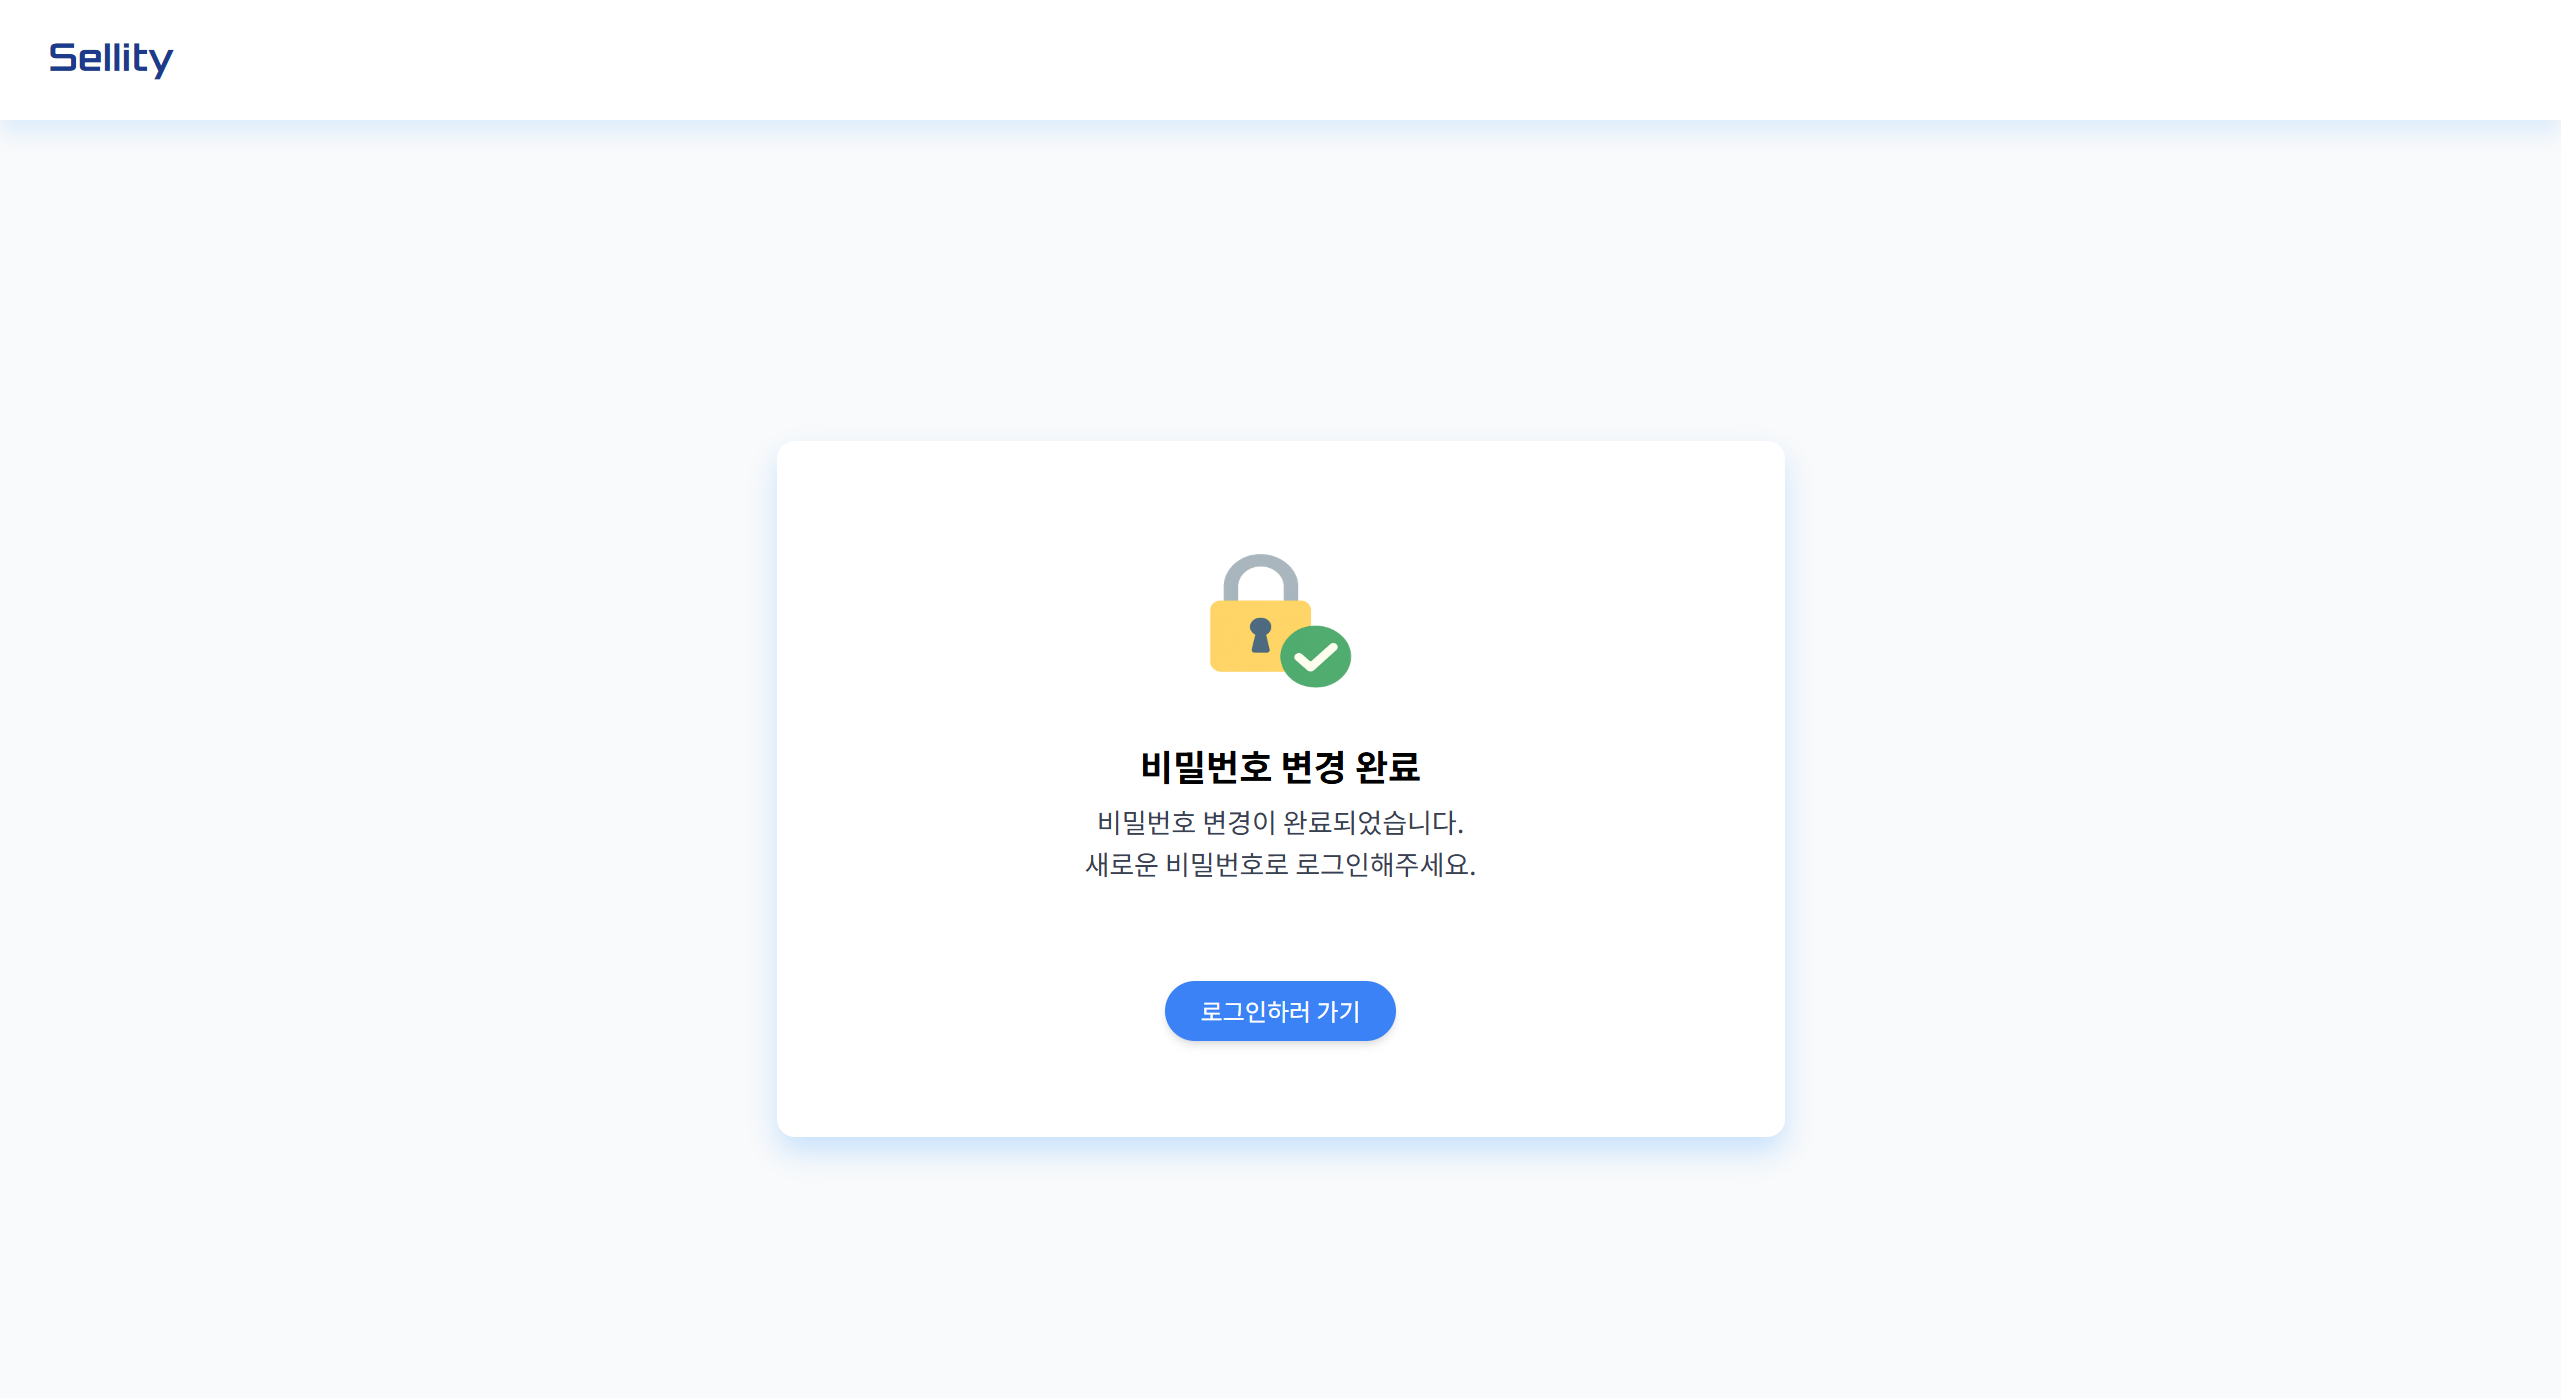 Sellity
비밀번호 변경 완료
비밀번호 변경이 완료되었습니다.
새로운 비밀번호로 로그인해주세요.
로그인하러 가기